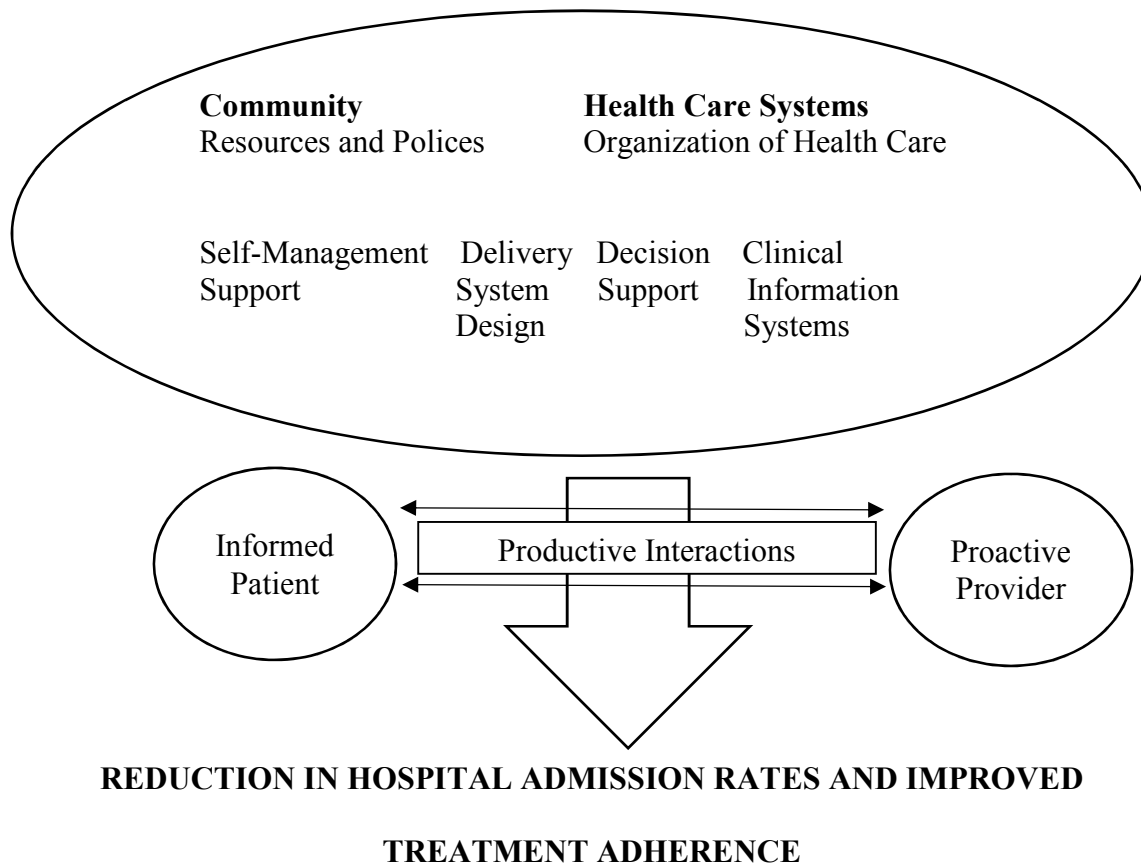 Community Health Care Systems
Resources and Polices Organization of Health Care
Self-Management Delivery Decision Clinical
Support System Support Information
Design Systems
Informed
Patient
Productive Interactions
Proactive
Provider
REDUCTION IN HOSPITAL ADMISSION RATES AND IMPROVED
TREATMENT ADHERENCE